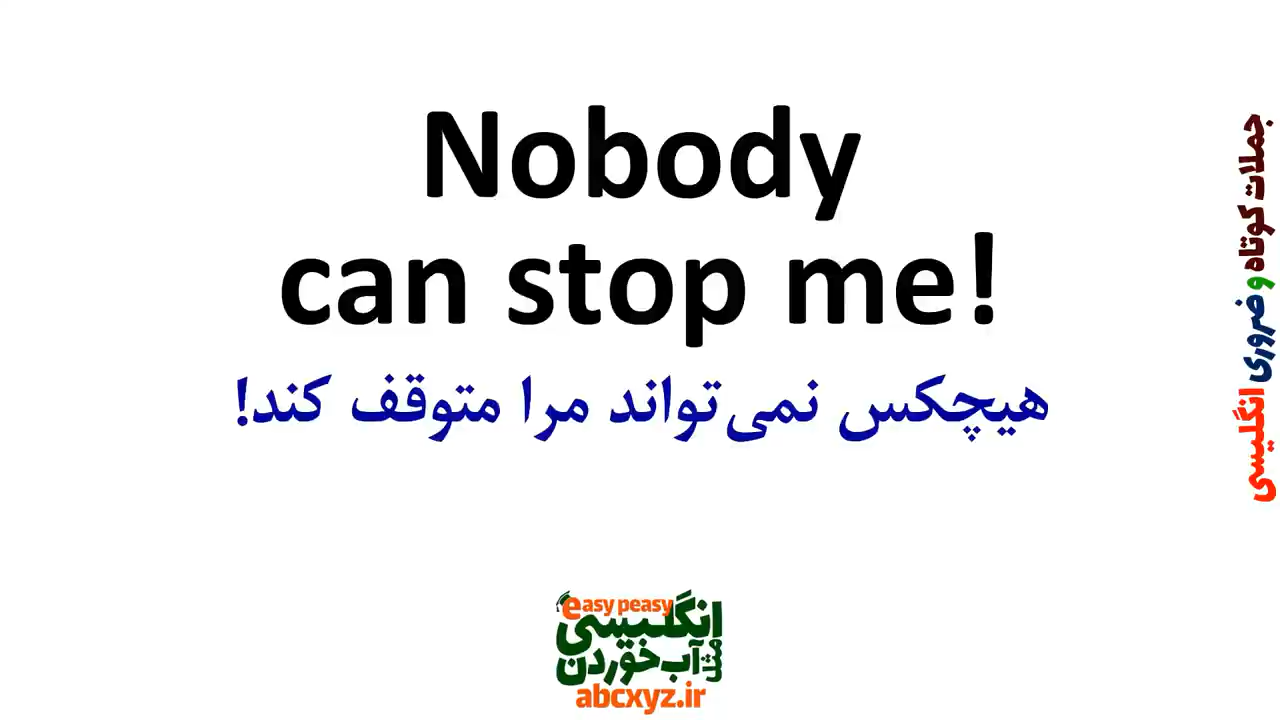 Nobody
can stop me!
هیچکس نمی‌تواند مرا متوقف کند!
جملات کوتاه و ضروری انگلیسی
easy peasy
انگلیسی
مثل آب خوردن
abcxyz.ir